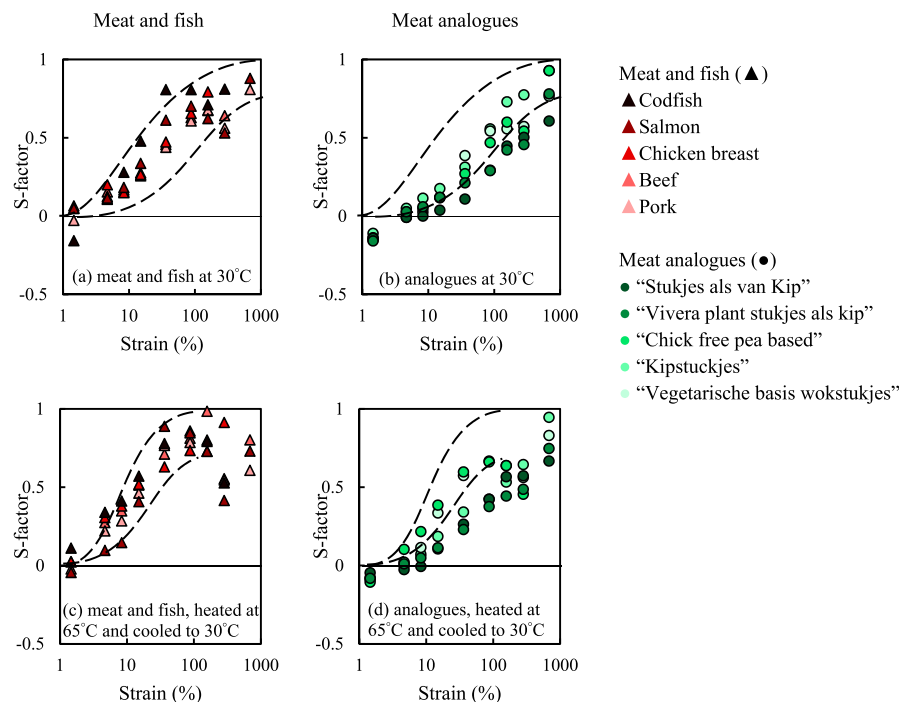 Meat and fish
Meat analogues
1
0.5
0
-0.5
S-factor
(a) meat and fish at 30°C
1
10
100
1000
Strain (%)
1
0.5
0
-0.5
S-factor
(b) analogues at 30°C
1
10
100
1000
Strain (%)
Meat and fish (▲)
Codfish
Salmon
Chicken breast
Beef
Pork
Meat analogues (●)
“Stukjes als van Kip”
“Vivera plant stukjes als kip”
“Chick free pea based”
“Kipstuckjes”
“Vegetarische basis wokstukjes”
1
0.5
0
-0.5
S-factor
(c) meat and fish, heated at
65°C and cooled to 30°C
1
10
100
1000
Strain (%)
1
0.5
0
-0.5
S-factor
(d) analogues, heated at
65°C and cooled to 30°C
1
10
100
1000
Strain (%)